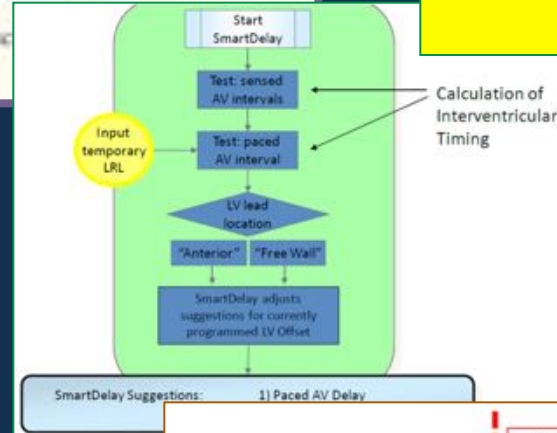 Start
SmartDelay
Test: sensed
AV intervals
Calculation of
Interventricular
Timing
Input
temporary
LRL
Test: paced
AV interval
LV lead
location
"Anterior" "Free Wall"
SmartDelay adjusts
suggestions for currently
programmed LV Offset
SmartDelay Suggestions: 1) Paced AV Delay